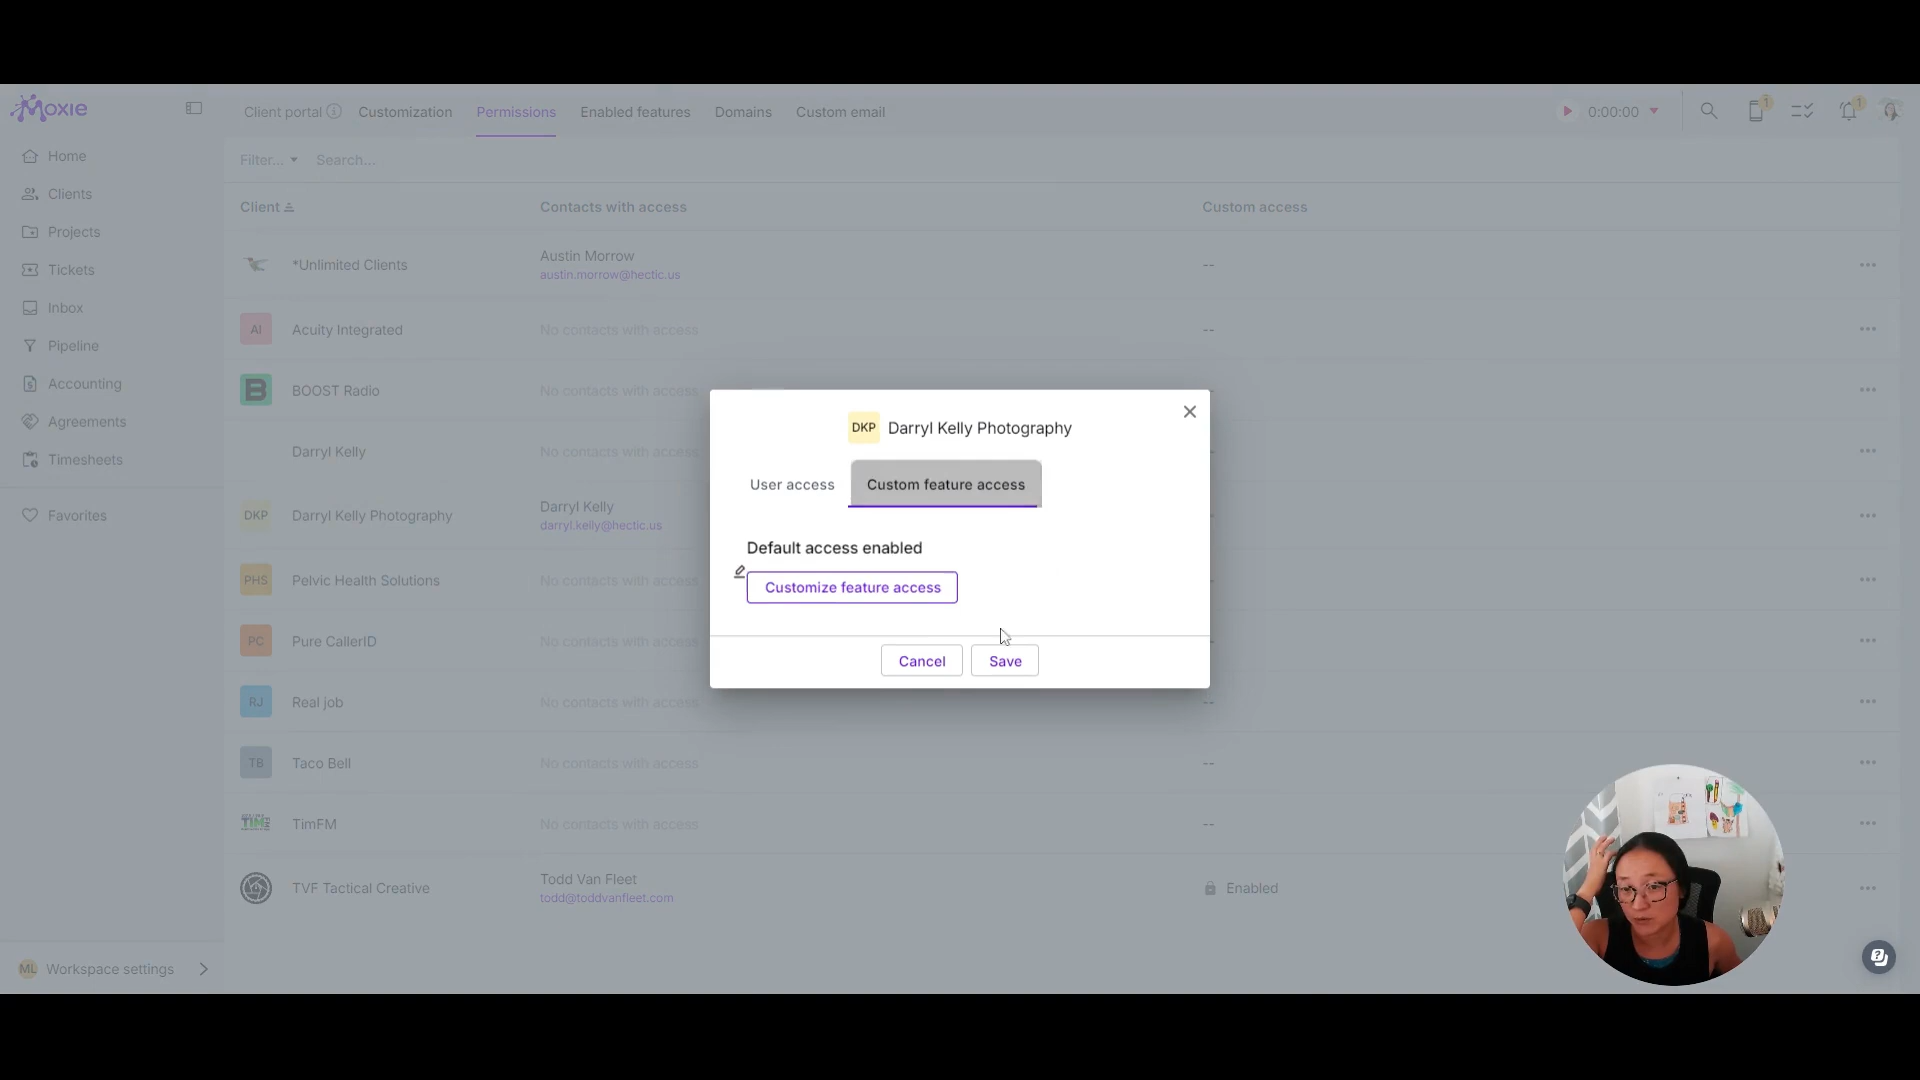 Moxie
Client portal
Customization
Permissions
Enabled features
Domains
Custom email
0:00:00
1
1
Home
Clients
Projects
Tickets
Inbox
Pipeline
Accounting
Agreements
Timesheets
Favorites
ML Workspace settings
Filter...
Search...
Client
Contacts with access
Custom access
*Unlimited Clients
Austin Morrow
austin.morrow@hectic.us
--
AI Acuity Integrated
No contacts with access
--
B BOOST Radio
No contacts with access
Darryl Kelly
No contacts with access
DKP Darryl Kelly Photography
Darryl Kelly
darryl.kelly@hectic.us
PHS Pelvic Health Solutions
No contacts with access
PC Pure CallerID
No contacts with access
RJ Real job
No contacts with access
--
TB Taco Bell
No contacts with access
--
TimFM
No contacts with access
--
TVF Tactical Creative
Todd Van Fleet
todd@toddvanfleet.com
Enabled
DKP Darryl Kelly Photography
User access
Custom feature access
Default access enabled
Customize feature access
Cancel
Save